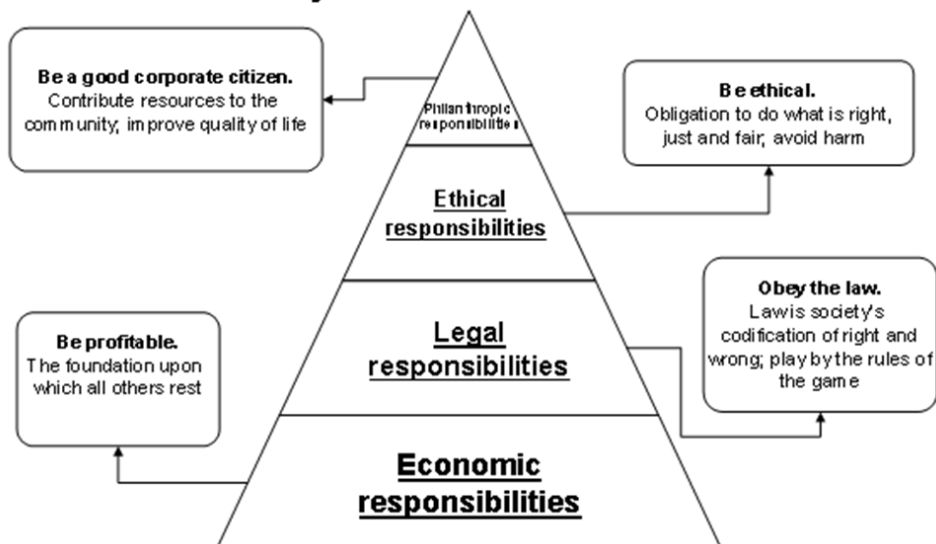 Be a good corporate citizen.
Contribute resources to the
community; improve quality of life
Philanthropic
responsibilities
Be ethical.
Obligation to do what is right,
just and fair; avoid harm
Ethical
responsibilities
Obey the law.
Law is society's
codification of right and
wrong; play by the rules of
the game
Legal
responsibilities
Be profitable.
The foundation upon
which all others rest
Economic
responsibilities